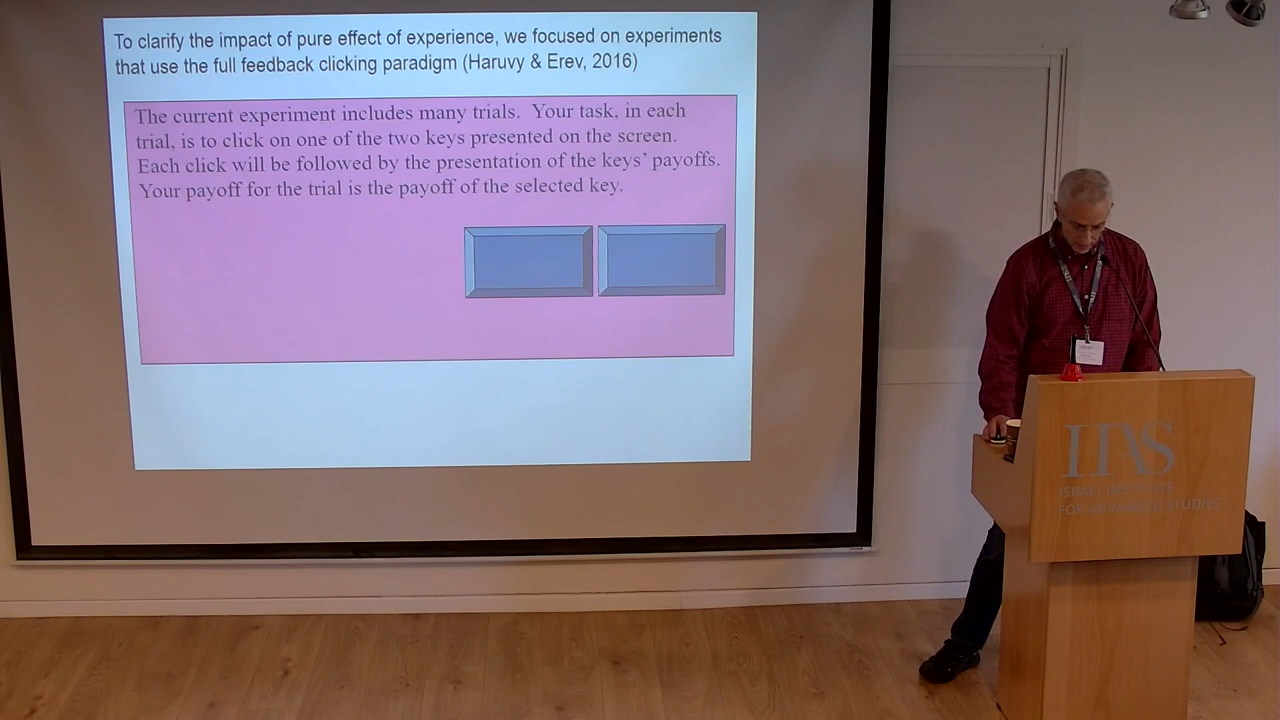 To clarify the impact of pure effect of experience, we focused on experiments
that use the full feedback clicking paradigm (Haruvy & Erev, 2016)
The current experiment includes many trials.  Your task, in each
trial, is to click on one of the two keys presented on the screen.
Each click will be followed by the presentation of the keys’ payoffs.
Your payoff for the trial is the payoff of the selected key.
IIAS
ISRAEL INSTITUTE
FOR ADVANCED STUDIES